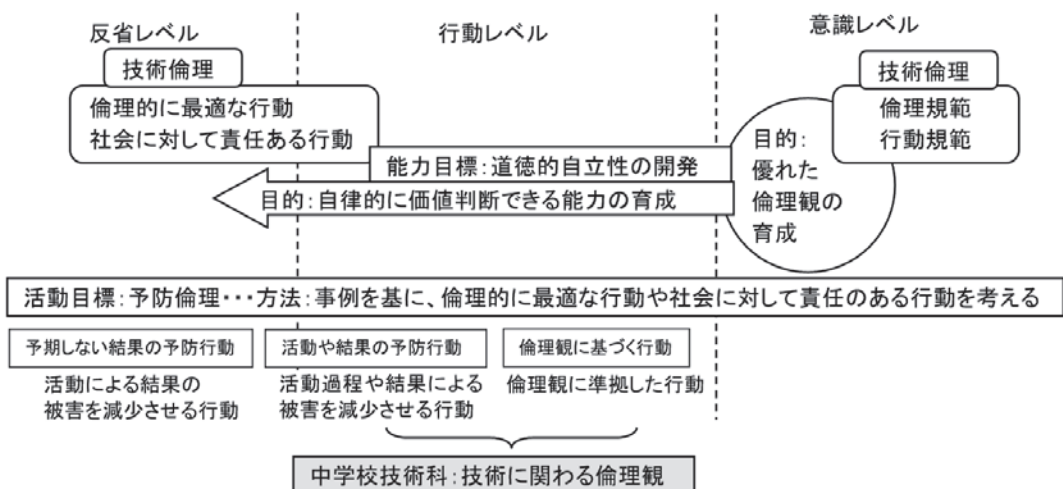 反省レベル
行動レベル
意識レベル
技術倫理
倫理的に最適な行動
社会に対して責任ある行動
技術倫理
倫理規範
行動規範
目的:
優れた
倫理観の
育成
能力目標:道徳的自立性の開発
目的:自律的に価値判断できる能力の育成
活動目標:予防倫理・・・方法:事例を基に、倫理的に最適な行動や社会に対して責任のある行動を考える
予期しない結果の予防行動
活動による結果の
被害を減少させる行動
活動や結果の予防行動
活動過程や結果による
被害を減少させる行動
倫理観に基づく行動
倫理観に準拠した行動
中学校技術科:技術に関わる倫理観